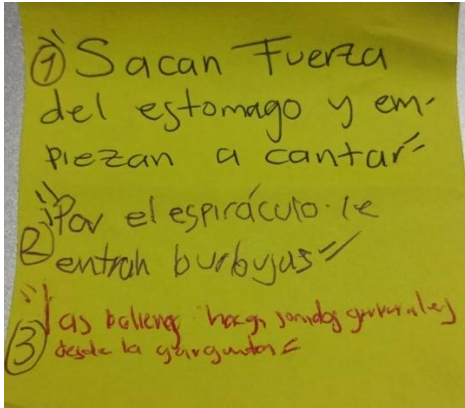 ① Sacan Fuerza
del estomago y em-
piezan a cantar
Por el espiráculo le
② entran burbujas
las ballenas hacen sonidos guturales
③ desde la garganta